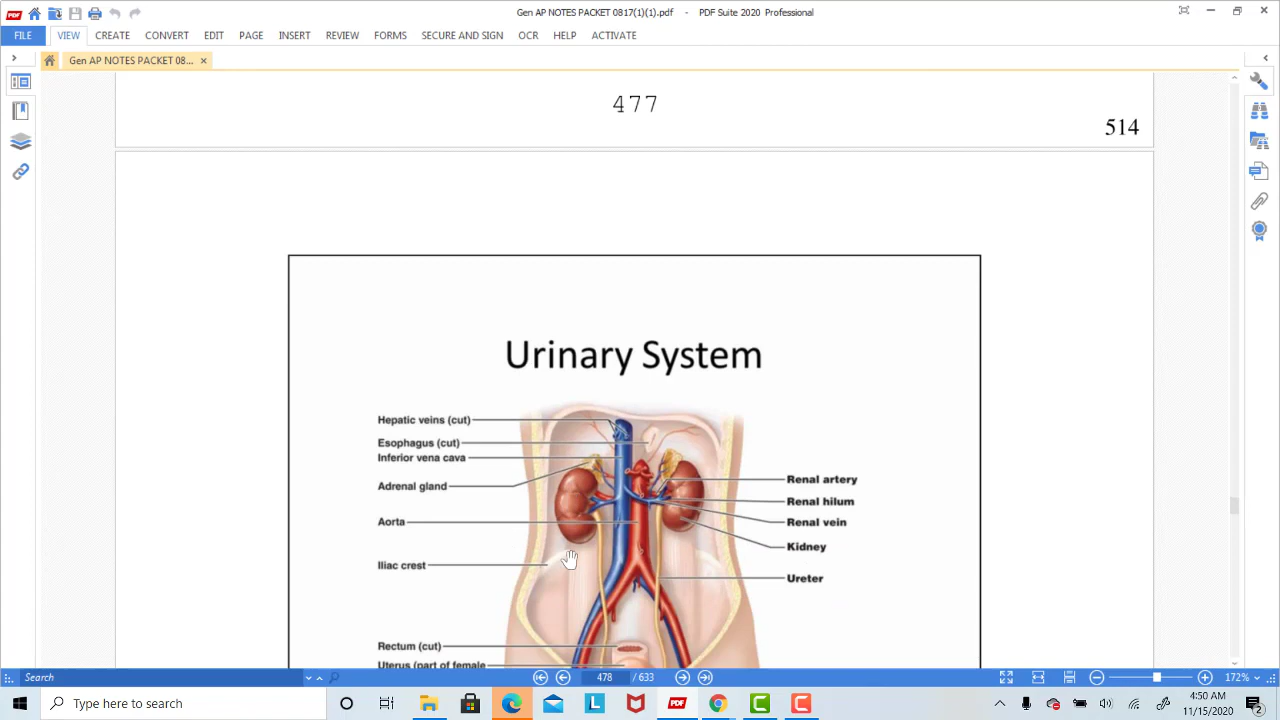 Gen AP NOTES PACKET 0817(1)(1).pdf - PDF Suite 2020 Professional
FILE VIEW CREATE CONVERT EDIT PAGE INSERT REVIEW FORMS SECURE AND SIGN OCR HELP ACTIVATE
Gen AP NOTES PACKET 08... ×
477
514
Urinary System
Hepatic veins (cut)
Esophagus (cut)
Inferior vena cava
Adrenal gland
Aorta
Iliac crest
Rectum (cut)
Uterus (part of female
Renal artery
Renal hilum
Renal vein
Kidney
Ureter
Search 478 / 633 172%
Type here to search
4:50 AM
11/15/2020
2